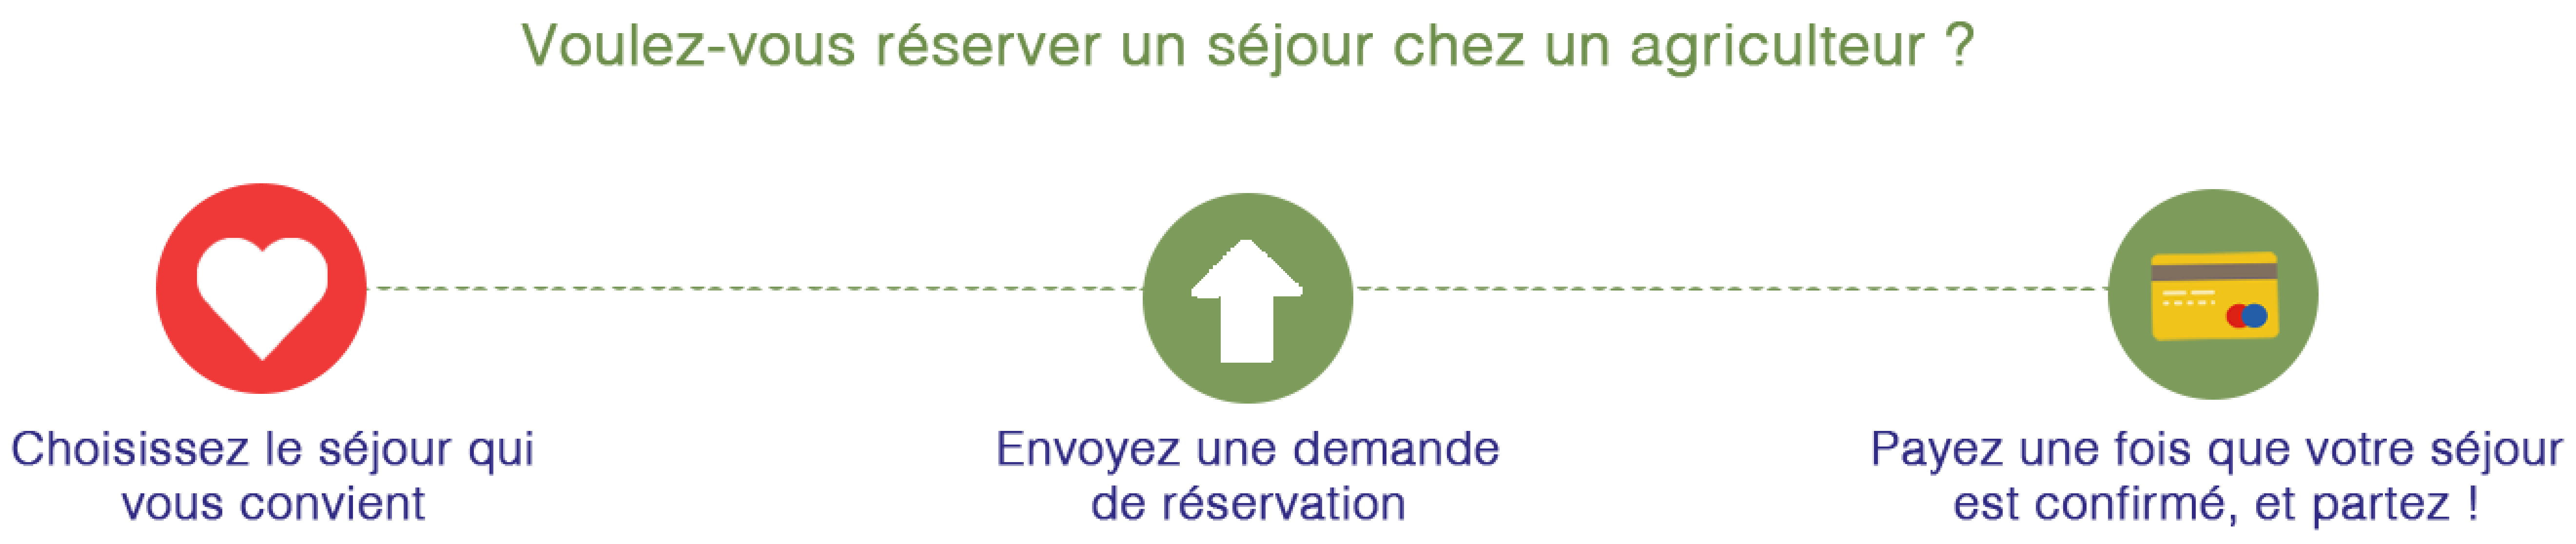 Voulez-vous réserver un séjour chez un agriculteur ?
Choisissez le séjour qui
vous convient
Envoyez une demande
de réservation
Payez une fois que votre séjour
est confirmé, et partez !